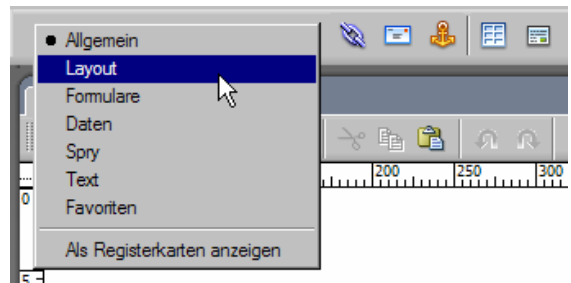 Allgemein
Layout
Formulare
Daten
Spry
Text
Favoriten
Als Registerkarten anzeigen
200 250 300
0
5